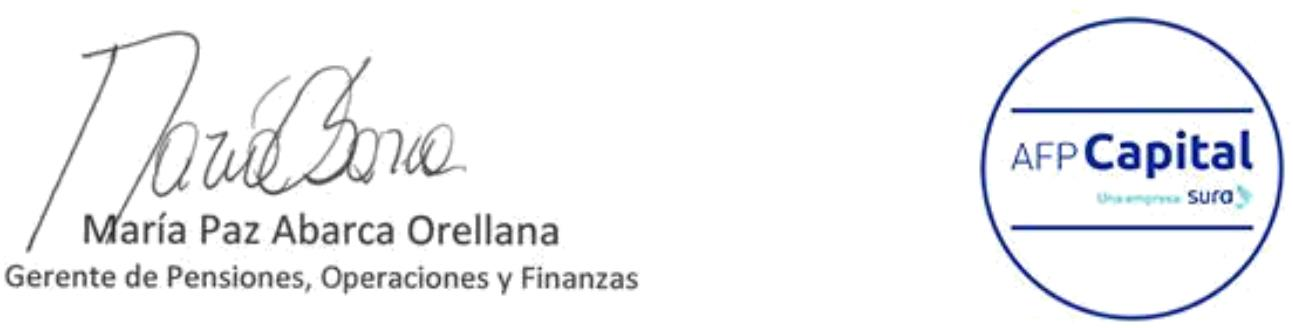 María Paz Abarca Orellana
Gerente de Pensiones, Operaciones y Finanzas
AFP Capital
Una empresa sura